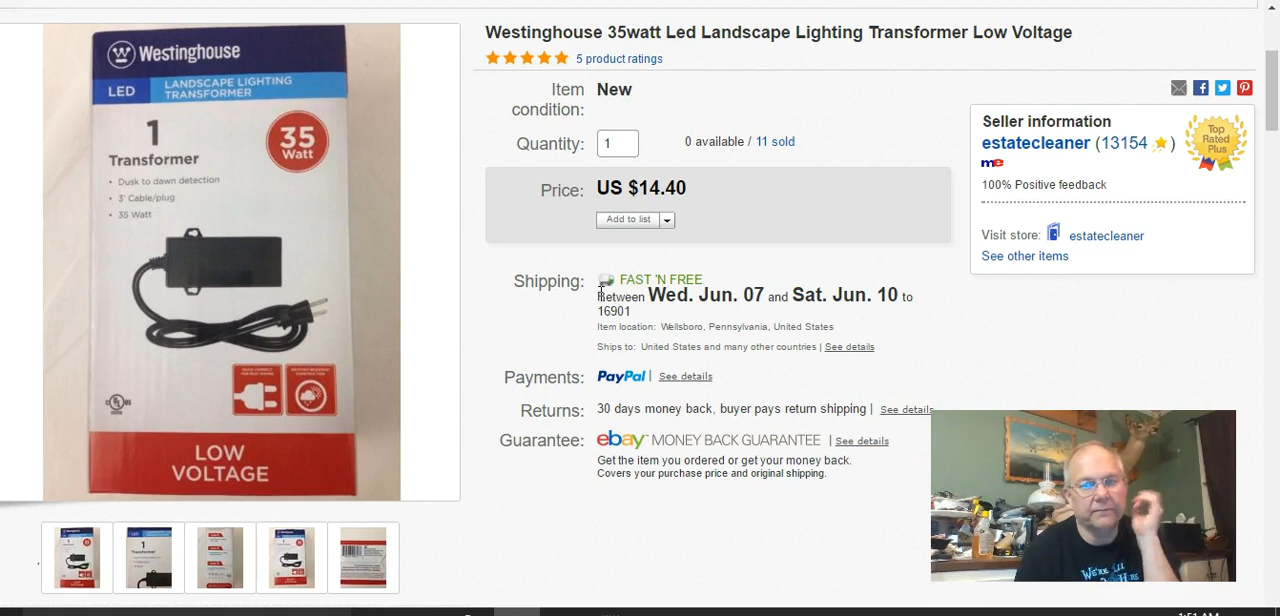 Westinghouse 35watt Led Landscape Lighting Transformer Low Voltage
5 product ratings
Item condition: New
Quantity: 1 0 available / 11 sold
Price: US $14.40
Add to list
Shipping: FAST 'N FREE
Between Wed. Jun. 07 and Sat. Jun. 10 to
16901
Item location: Wellsboro, Pennsylvania, United States
Ships to: United States and many other countries | See details
Payments: PayPal | See details
Returns: 30 days money back, buyer pays return shipping | See details
Guarantee: ebay MONEY BACK GUARANTEE | See details
Get the item you ordered or get your money back.
Covers your purchase price and original shipping.
Seller information
estatecleaner (13154 )
me
100% Positive feedback
Top
Rated
Plus
Visit store: estatecleaner
See other items
Westinghouse
LED
LANDSCAPE LIGHTING
TRANSFORMER
1
Transformer
35
Watt
• Dusk to dawn detection
• 3' Cable/plug
• 35 Watt
LOW
VOLTAGE